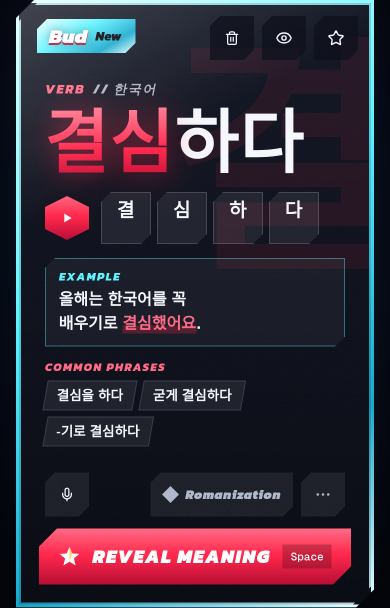 Bud New
VERB // 한국어
결심하다
결 심 하 다
EXAMPLE
올해는 한국어를 꼭
배우기로 결심했어요.
COMMON PHRASES
결심을 하다 굳게 결심하다
-기로 결심하다
Romanization
REVEAL MEANING Space